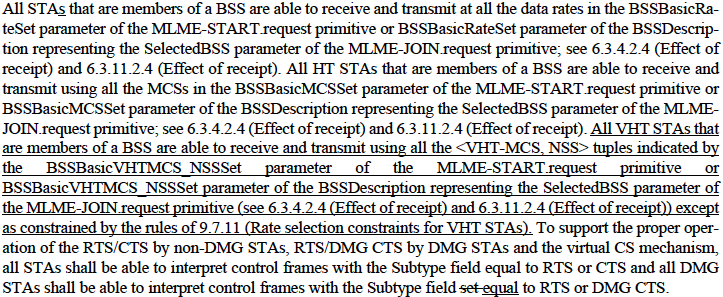 All STAs that are members of a BSS are able to receive and transmit at all the data rates in the BSSBasicRa-
teSet parameter of the MLME-START.request primitive or BSSBasicRateSet parameter of the BSSDescrip-
tion representing the SelectedBSS parameter of the MLME-JOIN.request primitive; see 6.3.4.2.4 (Effect of
receipt) and 6.3.11.2.4 (Effect of receipt). All HT STAs that are members of a BSS are able to receive and
transmit using all the MCSs in the BSSBasicMCSSet parameter of the MLME-START.request primitive or
BSSBasicMCSSet parameter of the BSSDescription representing the SelectedBSS parameter of the MLME-
JOIN.request primitive; see 6.3.4.2.4 (Effect of receipt) and 6.3.11.2.4 (Effect of receipt). All VHT STAs that
are members of a BSS are able to receive and transmit using all the <VHT-MCS, NSS> tuples indicated by
the BSSBasicVHTMCS_NSSSet parameter of the MLME-START.request primitive or
BSSBasicVHTMCS_NSSSet parameter of the BSSDescription representing the SelectedBSS parameter of
the MLME-JOIN.request primitive (see 6.3.4.2.4 (Effect of receipt) and 6.3.11.2.4 (Effect of receipt)) except
as constrained by the rules of 9.7.11 (Rate selection constraints for VHT STAs). To support the proper oper-
ation of the RTS/CTS by non-DMG STAs, RTS/DMG CTS by DMG STAs and the virtual CS mechanism,
all STAs shall be able to interpret control frames with the Subtype field equal to RTS or CTS and all DMG
STAs shall be able to interpret control frames with the Subtype field set equal to RTS or DMG CTS.